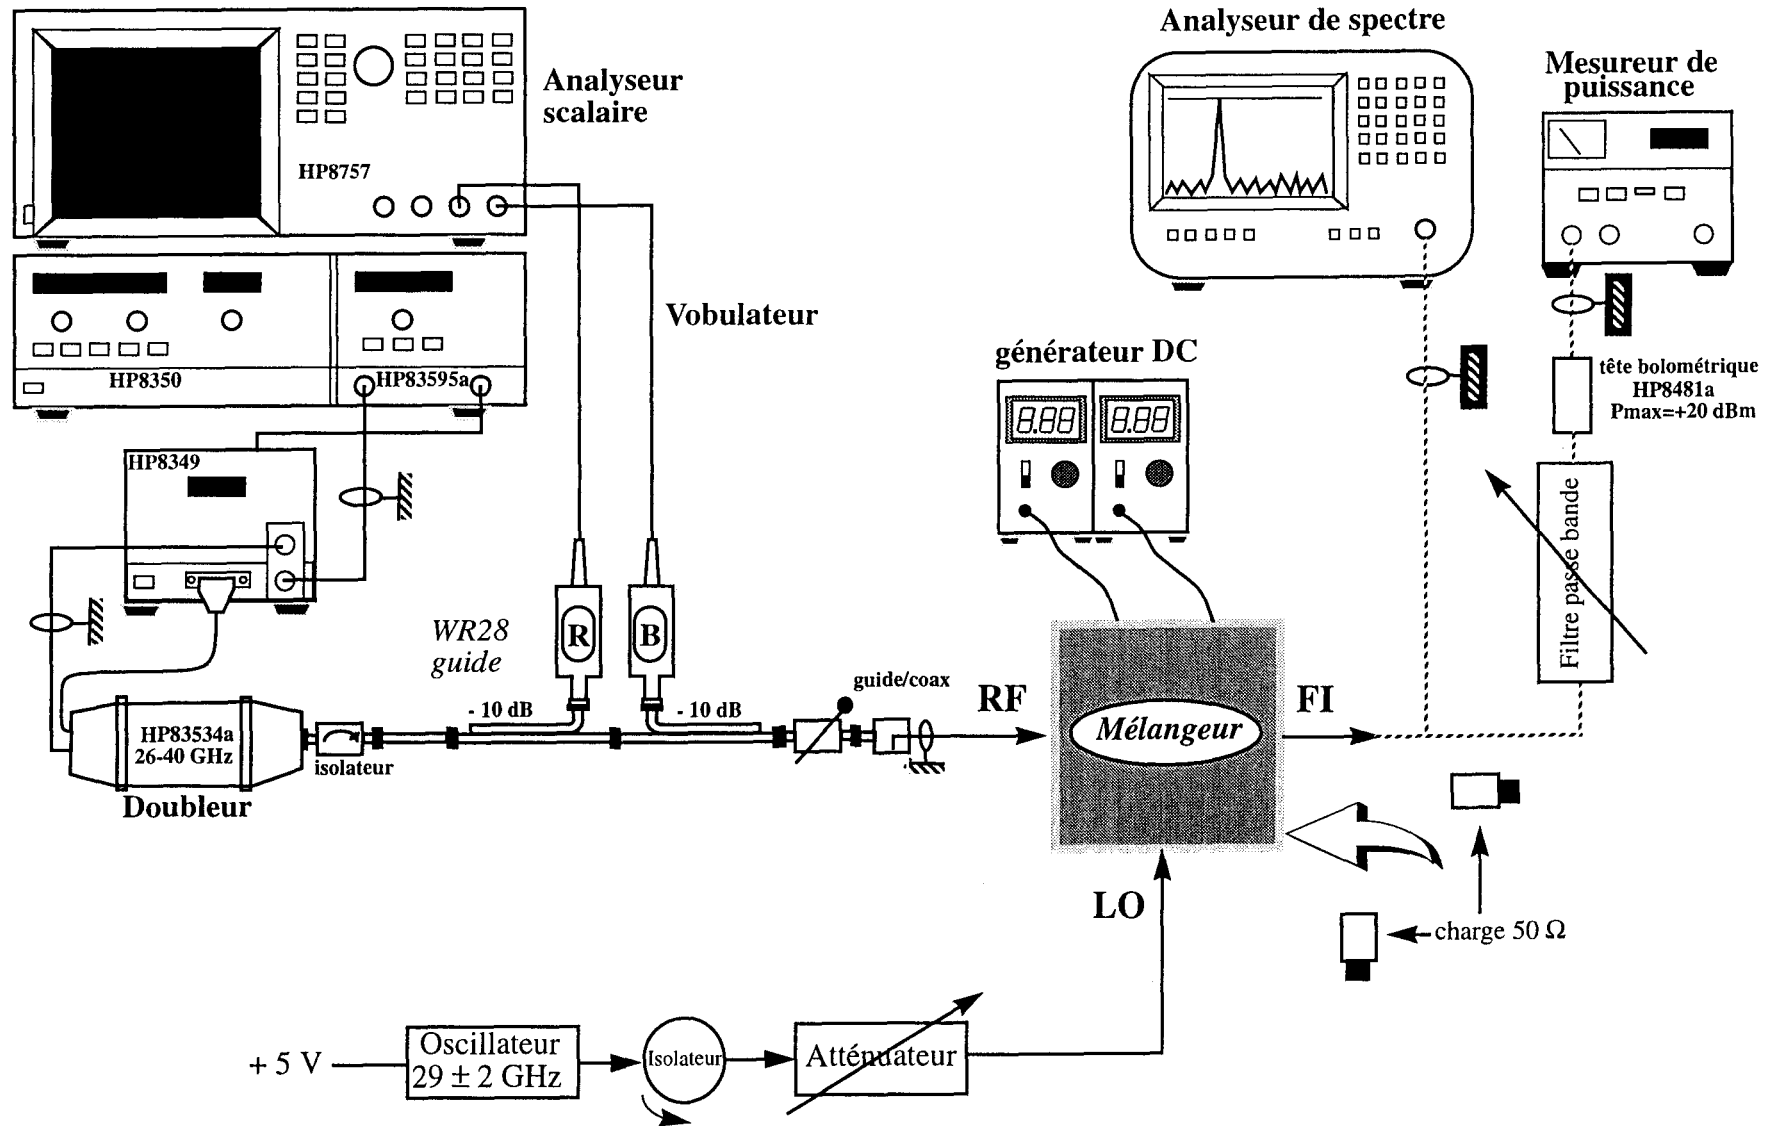 Analyseur de spectre
Mesureur de
puissance
Analyseur
scalaire
HP8757
Vobulateur
HP8350
HP83595a
générateur DC
8.88
8.88
tête bolométrique
HP8481a
Pmax=+20 dBm
HP8349
Filtre passe bande
WR28
guide
R
B
- 10 dB
- 10 dB
guide/coax
RF
Mélangeur
FI
HP83534a
26-40 GHz
isolateur
Doubleur
LO
charge 50 Ω
+ 5 V
Oscillateur
29 ± 2 GHz
Isolateur
Atténuateur